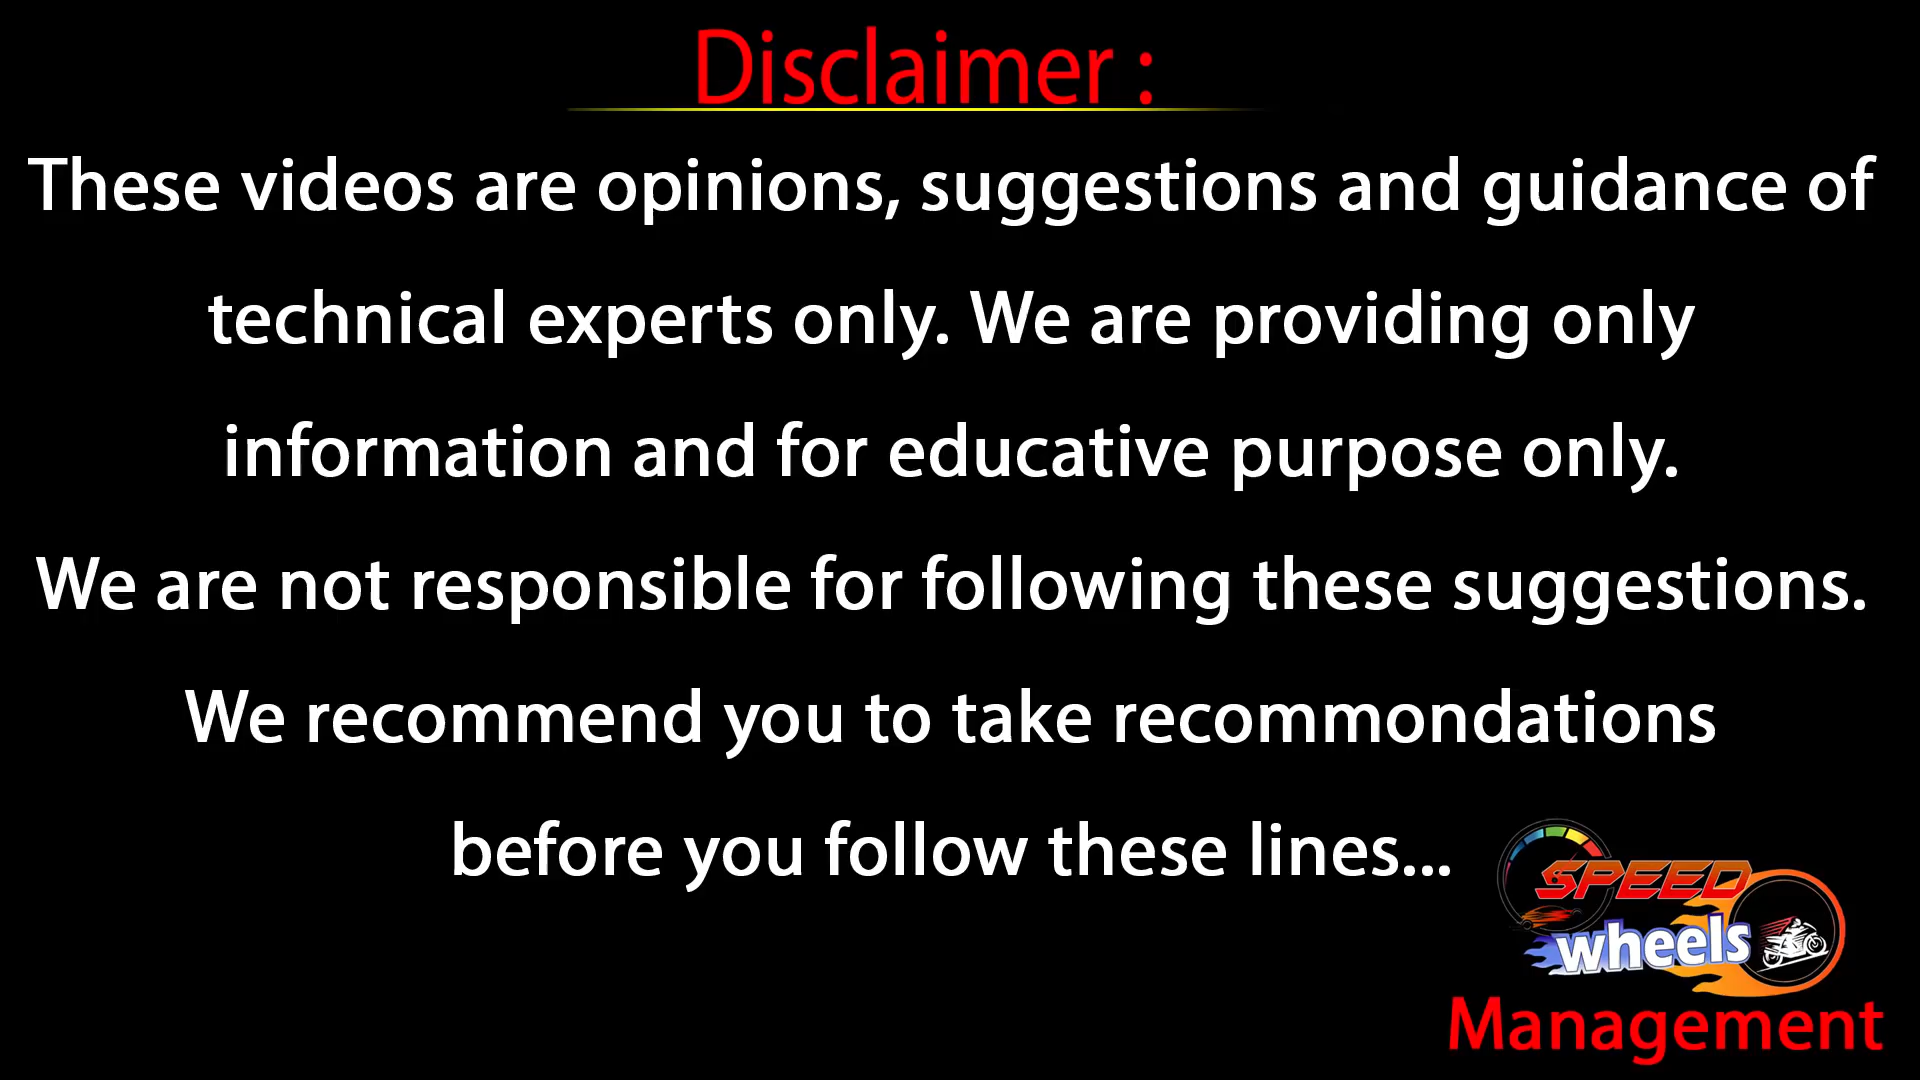 Disclaimer :
These videos are opinions, suggestions and guidance of
technical experts only. We are providing only
information and for educative purpose only.
We are not responsible for following these suggestions.
We recommend you to take recommondations
before you follow these lines...
SPEED
wheels
Management